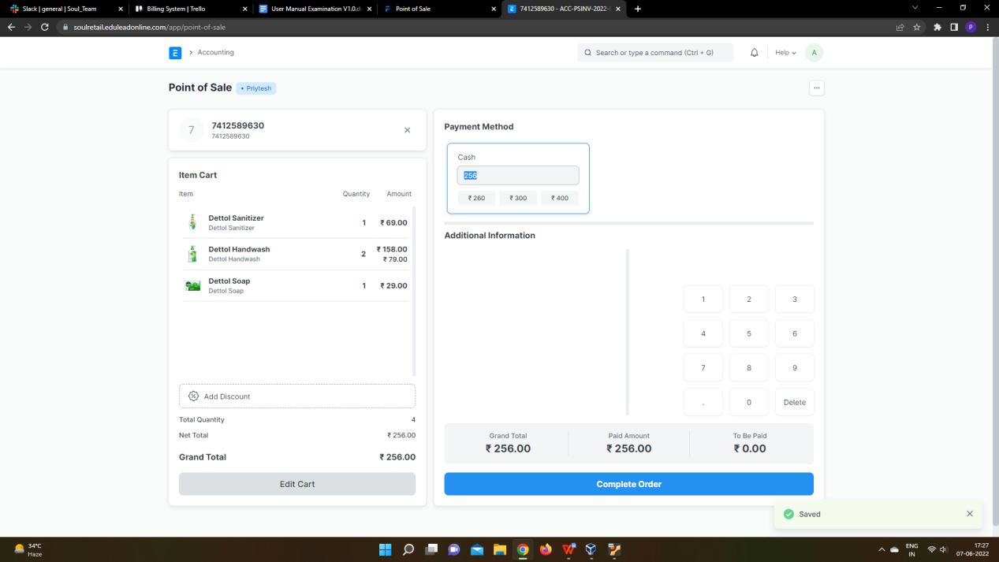 Slack | general | Soul_Team
Billing System | Trello
User Manual Examination V1.0.d
Point of Sale
7412589630 - ACC-PSINV-2022-
soulretail.eduleadonline.com/app/point-of-sale
P
E
Accounting
Search or type a command (Ctrl + G)
Help
A
Point of Sale
• Priytesh
···
7
7412589630
7412589630
Item Cart
Item
Quantity
Amount
Dettol Sanitizer
Dettol Sanitizer
1
₹ 69.00
Dettol Handwash
Dettol Handwash
2
₹ 158.00
₹ 79.00
Dettol Soap
Dettol Soap
1
₹ 29.00
Add Discount
Total Quantity
4
Net Total
₹ 256.00
Grand Total
₹ 256.00
Edit Cart
Payment Method
Cash
256
₹ 260
₹ 300
₹ 400
Additional Information
1
2
3
4
5
6
7
8
9
.
0
Delete
Grand Total
₹ 256.00
Paid Amount
₹ 256.00
To Be Paid
₹ 0.00
Complete Order
Saved
34°C
Haze
ENG
IN
17:27
07-06-2022